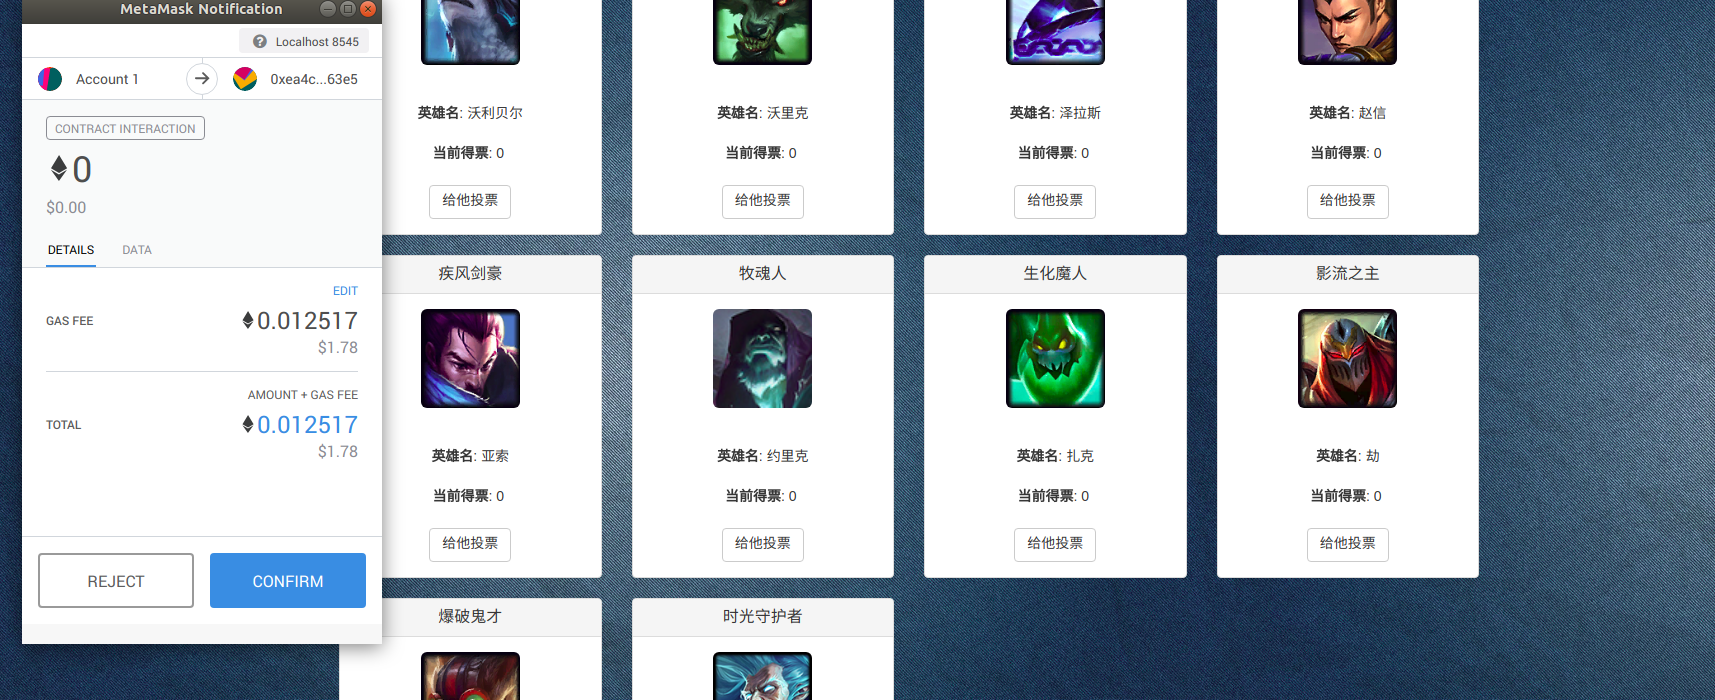 MetaMask Notification
Localhost 8545
Account 1
0xea4c...63e5
CONTRACT INTERACTION
0
$0.00
DETAILS DATA
EDIT
GAS FEE 0.012517
$1.78
AMOUNT + GAS FEE
TOTAL 0.012517
$1.78
REJECT CONFIRM
英雄名: 沃利贝尔
当前得票: 0
给他投票
英雄名: 沃里克
当前得票: 0
给他投票
英雄名: 泽拉斯
当前得票: 0
给他投票
英雄名: 赵信
当前得票: 0
给他投票
疾风剑豪
英雄名: 亚索
当前得票: 0
给他投票
牧魂人
英雄名: 约里克
当前得票: 0
给他投票
生化魔人
英雄名: 扎克
当前得票: 0
给他投票
影流之主
英雄名: 劫
当前得票: 0
给他投票
爆破鬼才
时光守护者